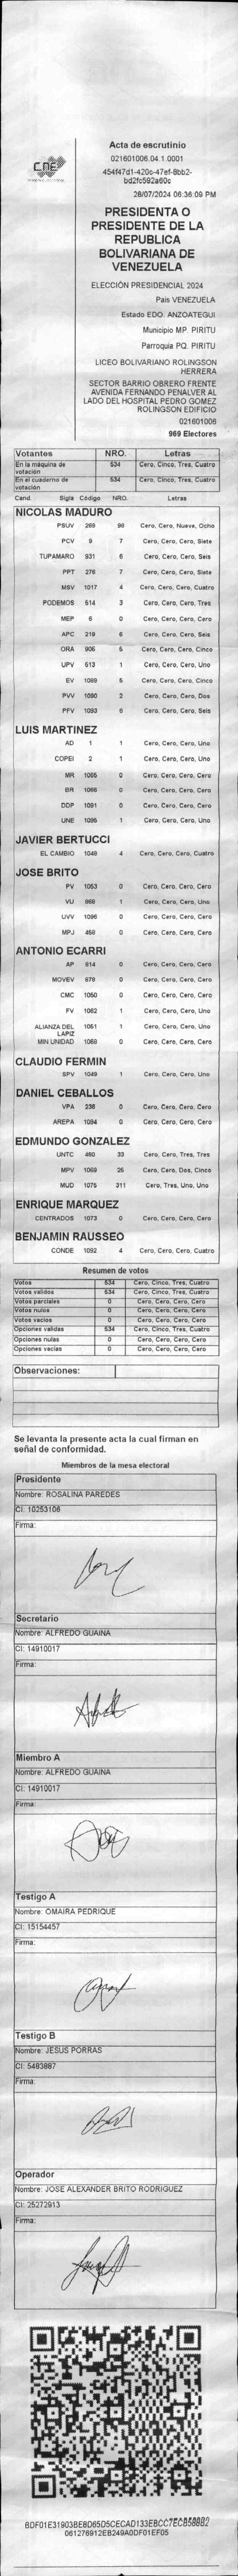 CNE
Acta de escrutinio
021601006.04.1.0001
454f47d1-420c-47ef-8bb2-
bd2fc592a60c
28/07/2024 06:36:09 PM
PRESIDENTA O
PRESIDENTE DE LA
REPUBLICA
BOLIVARIANA DE
VENEZUELA
ELECCIÓN PRESIDENCIAL 2024
Pais VENEZUELA
Estado EDO. ANZOATEGUI
Municipio MP. PIRITU
Parroquia PQ. PIRITU
LICEO BOLIVARIANO ROLINGSON
HERRERA
SECTOR BARRIO OBRERO FRENTE
AVENIDA FERNANDO PEÑALVER AL
LADO DEL HOSPITAL PEDRO GOMEZ
ROLINGSON EDIFICIO
021601006
969 Electores
Votantes NRO. Letras
En la máquina de votación 534 Cero, Cinco, Tres, Cuatro
En el cuaderno de votación 534 Cero, Cinco, Tres, Cuatro
Cand. Sigla Código NRO. Letras
NICOLAS MADURO
PSUV 269 98 Cero, Cero, Nueve, Ocho
PCV 9 7 Cero, Cero, Cero, Siete
TUPAMARO 931 6 Cero, Cero, Cero, Seis
PPT 276 7 Cero, Cero, Cero, Siete
MSV 1017 4 Cero, Cero, Cero, Cuatro
PODEMOS 514 3 Cero, Cero, Cero, Tres
MEP 6 0 Cero, Cero, Cero, Cero
APC 219 6 Cero, Cero, Cero, Seis
ORA 906 5 Cero, Cero, Cero, Cinco
UPV 513 1 Cero, Cero, Cero, Uno
EV 1089 5 Cero, Cero, Cero, Cinco
PVV 1090 2 Cero, Cero, Cero, Dos
PFV 1093 6 Cero, Cero, Cero, Seis
LUIS MARTINEZ
AD 1 1 Cero, Cero, Cero, Uno
COPEI 2 1 Cero, Cero, Cero, Uno
MR 1065 0 Cero, Cero, Cero, Cero
BR 1066 0 Cero, Cero, Cero, Cero
DDP 1091 0 Cero, Cero, Cero, Cero
UNE 1095 1 Cero, Cero, Cero, Uno
JAVIER BERTUCCI
EL CAMBIO 1048 4 Cero, Cero, Cero, Cuatro
JOSE BRITO
PV 1053 0 Cero, Cero, Cero, Cero
VU 868 1 Cero, Cero, Cero, Uno
UVV 1096 0 Cero, Cero, Cero, Cero
MPJ 458 0 Cero, Cero, Cero, Cero
ANTONIO ECARRI
AP 814 0 Cero, Cero, Cero, Cero
MOVEV 679 0 Cero, Cero, Cero, Cero
CMC 1050 0 Cero, Cero, Cero, Cero
FV 1062 1 Cero, Cero, Cero, Uno
ALIANZA DEL LAPIZ 1051 1 Cero, Cero, Cero, Uno
MIN UNIDAD 1068 0 Cero, Cero, Cero, Cero
CLAUDIO FERMIN
SPV 1049 1 Cero, Cero, Cero, Uno
DANIEL CEBALLOS
VPA 236 0 Cero, Cero, Cero, Cero
AREPA 1094 0 Cero, Cero, Cero, Cero
EDMUNDO GONZALEZ
UNTC 460 33 Cero, Cero, Tres, Tres
MPV 1069 25 Cero, Cero, Dos, Cinco
MUD 1075 311 Cero, Tres, Uno, Uno
ENRIQUE MARQUEZ
CENTRADOS 1073 0 Cero, Cero, Cero, Cero
BENJAMIN RAUSSEO
CONDE 1092 4 Cero, Cero, Cero, Cuatro
Resumen de votos
Votos 534 Cero, Cinco, Tres, Cuatro
Votos validos 534 Cero, Cinco, Tres, Cuatro
Votos parciales 0 Cero, Cero, Cero, Cero
Votos nulos 0 Cero, Cero, Cero, Cero
Votos vacios 0 Cero, Cero, Cero, Cero
Opciones validas 534 Cero, Cinco, Tres, Cuatro
Opciones nulas 0 Cero, Cero, Cero, Cero
Opciones vacias 0 Cero, Cero, Cero, Cero
Observaciones:
Se levanta la presente acta la cual firman en
señal de conformidad.
Miembros de la mesa electoral
Presidente
Nombre: ROSALINA PAREDES
CI: 10253106
Firma:
Secretario
Nombre: ALFREDO GUAINA
CI: 14910017
Firma:
Miembro A
Nombre: ALFREDO GUAINA
CI: 14910017
Firma:
Testigo A
Nombre: OMAIRA PEDRIQUE
CI: 15154457
Firma:
Testigo B
Nombre: JESUS PORRAS
CI: 5483887
Firma:
Operador
Nombre: JOSE ALEXANDER BRITO RODRIGUEZ
CI: 25272913
Firma:
6DF01E31903BE8D65D5CECAD133EBCC7ECB588B2
061276912EB249A0DF01EF05